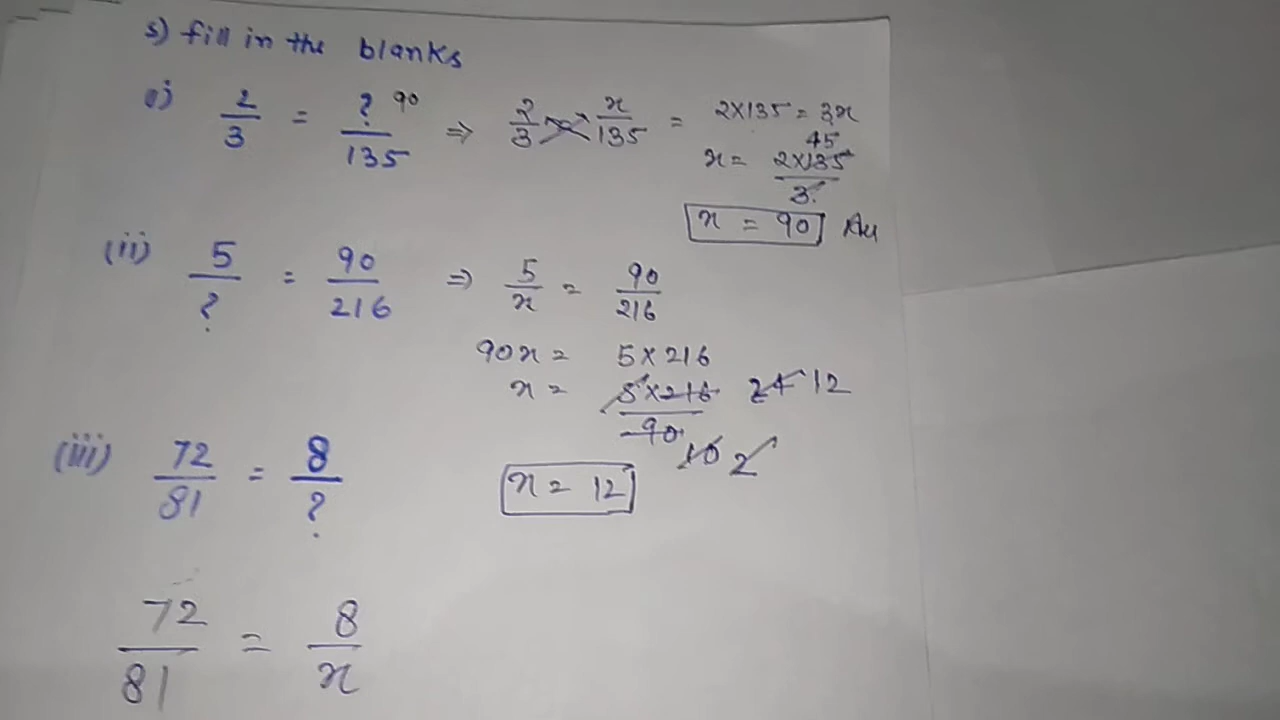 s) fill in the blanks
i) 2/3 = ?/135 90 ⇒ 2/3 = x/135 = 2×135 = 3x
x = 2×135/3 45
x = 90
(ii) 5/? = 90/216 ⇒ 5/x = 90/216
90x = 5×216
x = 5×216/90 24 12
10 2
x = 12
(iii) 72/81 = 8/?
72/81 = 8/x